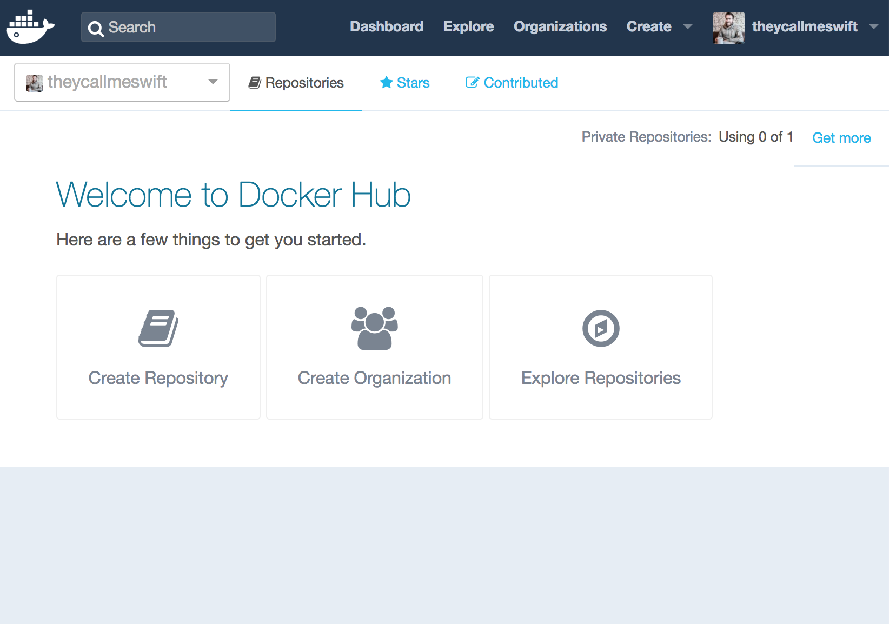 Search
Dashboard Explore Organizations Create theycallmeswift
theycallmeswift Repositories Stars Contributed
Private Repositories: Using 0 of 1 Get more
Welcome to Docker Hub
Here are a few things to get you started.
Create Repository Create Organization Explore Repositories